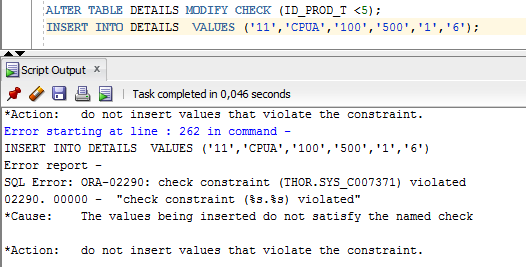 ALTER TABLE DETAILS MODIFY CHECK (ID_PROD_T <5);
INSERT INTO DETAILS  VALUES ('11','CPUA','100','500','1','6');
Script Output x
Task completed in 0,046 seconds
*Action:   do not insert values that violate the constraint.
Error starting at line : 262 in command -
INSERT INTO DETAILS  VALUES ('11','CPUA','100','500','1','6')
Error report -
SQL Error: ORA-02290: check constraint (THOR.SYS_C007371) violated
02290. 00000 -  "check constraint (%s.%s) violated"
*Cause:    The values being inserted do not satisfy the named check
*Action:   do not insert values that violate the constraint.